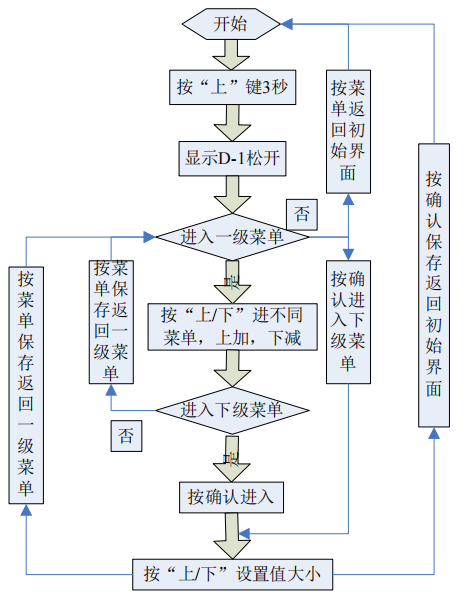 开始
按“上”键3秒
显示D-1松开
进入一级菜单
否
按菜
单返
回初
始界
面
是
按“上/下”进不同
菜单，上加，下减
按菜
单保
存返
回一
级菜
单
按确
认进
入下
级菜
单
进入下级菜单
否
是
按确认进入
按“上/下”设置值大小
按菜单保存返回一级菜单
按确认保存返回初始界面